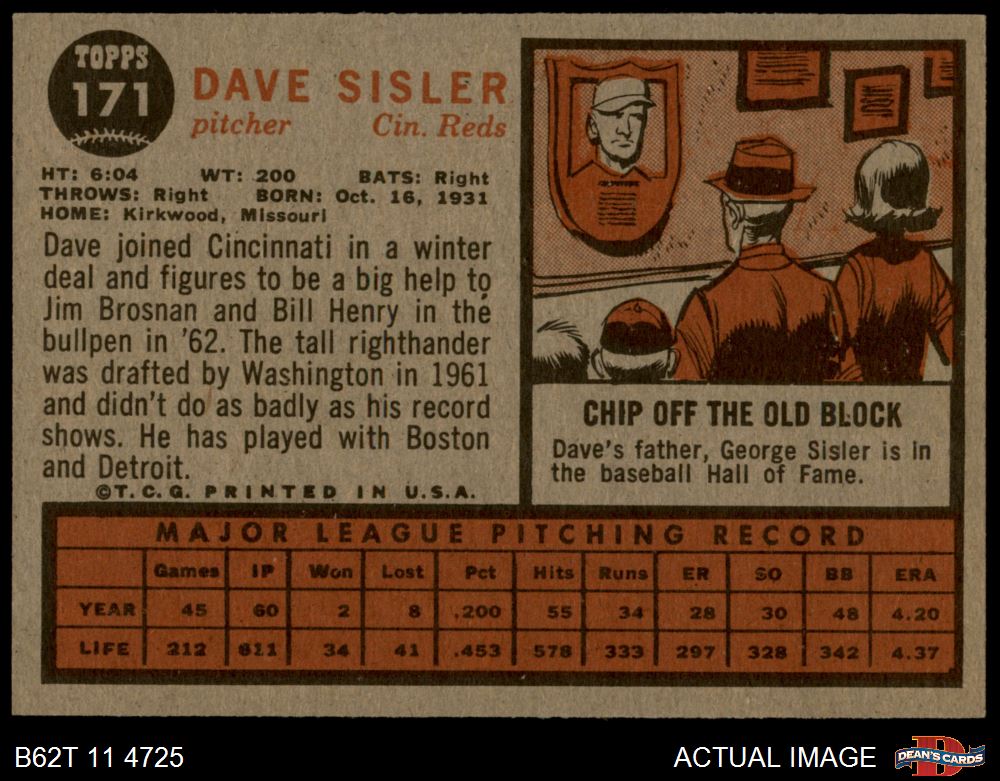 TOPPS
171
DAVE SISLER
pitcher Cin. Reds
HT: 6:04 WT: 200 BATS: Right
THROWS: Right BORN: Oct. 16, 1931
HOME: Kirkwood, Missouri
Dave joined Cincinnati in a winter
deal and figures to be a big help to
Jim Brosnan and Bill Henry in the
bullpen in '62. The tall righthander
was drafted by Washington in 1961
and didn't do as badly as his record
shows. He has played with Boston
and Detroit.
©T.C.G. PRINTED IN U.S.A.
CHIP OFF THE OLD BLOCK
Dave's father, George Sisler is in
the baseball Hall of Fame.
MAJOR LEAGUE PITCHING RECORD
Games IP Won Lost Pct Hits Runs ER SO BB ERA
YEAR 45 60 2 8 .200 55 34 28 30 48 4.20
LIFE 212 611 34 41 .453 578 333 297 328 342 4.37
B62T 11 4725 ACTUAL IMAGE
DEAN'S CARDS